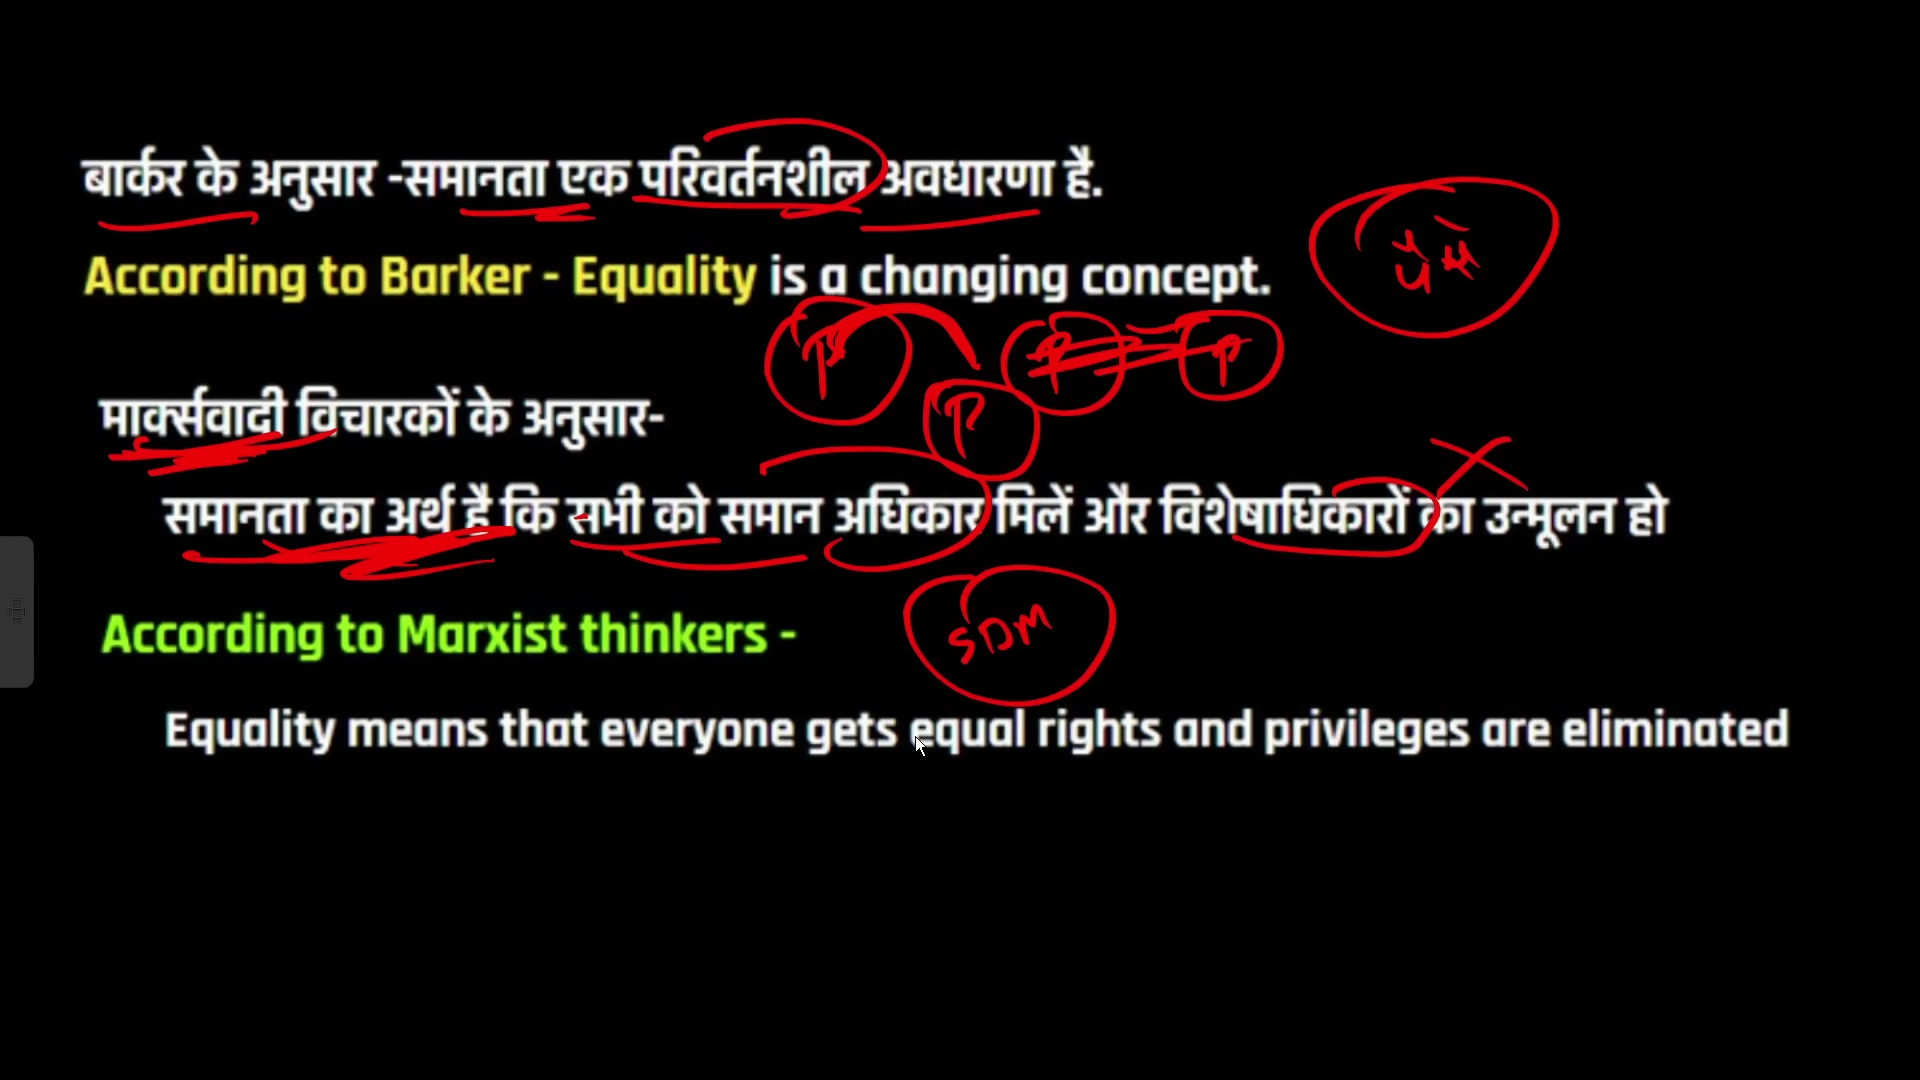 बार्कर के अनुसार -समानता एक परिवर्तनशील अवधारणा है.
According to Barker - Equality is a changing concept.
P P
P
P
मार्क्सवादी विचारकों के अनुसार-
समानता का अर्थ है कि सभी को समान अधिकार मिलें और विशेषाधिकारों का उन्मूलन हो
SDM
According to Marxist thinkers -
Equality means that everyone gets equal rights and privileges are eliminated